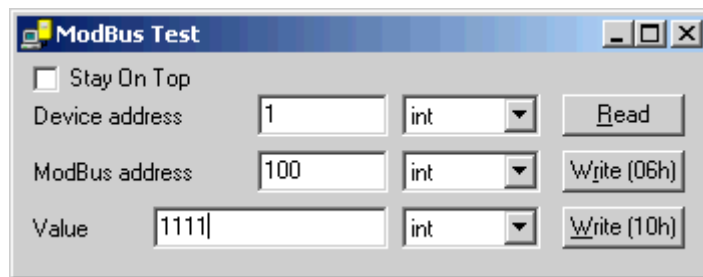 ModBus Test
Stay On Top
Device address 1 int Read
ModBus address 100 int Write (06h)
Value 1111 int Write (10h)